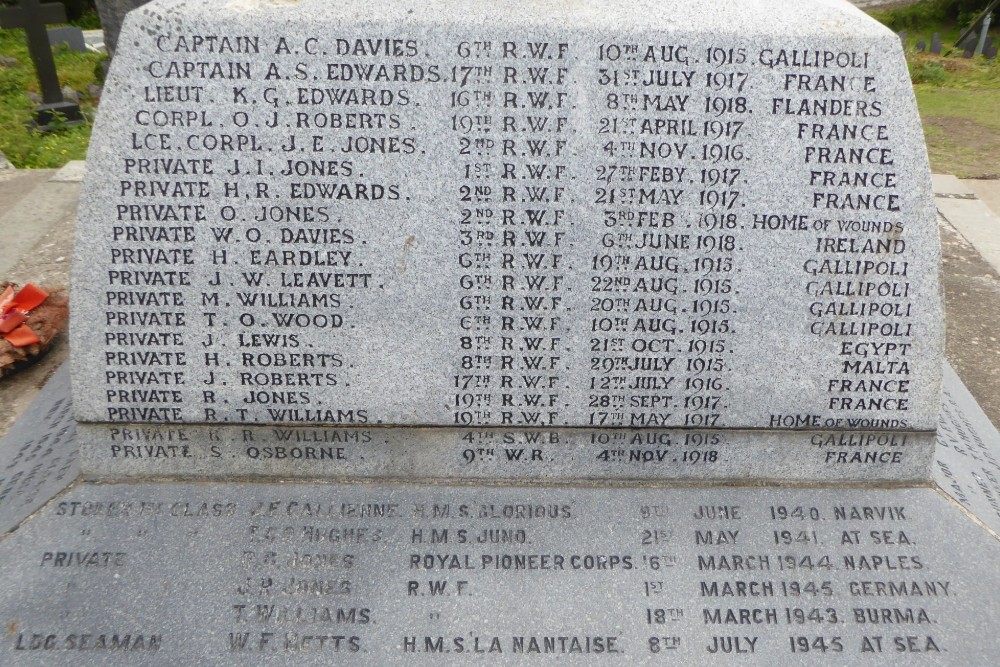 CAPTAIN A.C. DAVIES. 6TH R.W.F. 10TH AUG. 1915 GALLIPOLI
CAPTAIN A.S. EDWARDS. 17TH R.W.F. 31ST JULY 1917. FRANCE
LIEUT. K.G. EDWARDS. 16TH R.W.F. 8TH MAY 1918. FLANDERS
CORPL. O.J. ROBERTS. 19TH R.W.F. 21ST APRIL 1917. FRANCE
LCE. CORPL. J.E. JONES. 2ND R.W.F. 4TH NOV. 1916. FRANCE
PRIVATE J.I. JONES. 1ST R.W.F. 27TH FEBY. 1917. FRANCE
PRIVATE H.R. EDWARDS. 2ND R.W.F. 21ST MAY 1917. FRANCE
PRIVATE O. JONES. 2ND R.W.F. 3RD FEB. 1918. HOME OF WOUNDS
PRIVATE W.O. DAVIES. 3RD R.W.F. 6TH JUNE 1918. IRELAND
PRIVATE H. EARDLEY. 6TH R.W.F. 19TH AUG. 1915. GALLIPOLI
PRIVATE J.W. LEAVETT. 6TH R.W.F. 22ND AUG. 1915. GALLIPOLI
PRIVATE M. WILLIAMS. 6TH R.W.F. 20TH AUG. 1915. GALLIPOLI
PRIVATE T.O. WOOD. 6TH R.W.F. 10TH AUG. 1915. GALLIPOLI
PRIVATE J. LEWIS. 8TH R.W.F. 21ST OCT. 1915. EGYPT
PRIVATE H. ROBERTS. 8TH R.W.F. 29TH JULY 1915. MALTA
PRIVATE J. ROBERTS. 17TH R.W.F. 12TH JULY 1916. FRANCE
PRIVATE R. JONES. 19TH R.W.F. 28TH SEPT. 1917. FRANCE
PRIVATE R.T. WILLIAMS. 19TH R.W.F. 17TH MAY 1917. HOME OF WOUNDS.
PRIVATE R. WILLIAMS. 4TH S.W.B. 10TH AUG. 1915 GALLIPOLI
PRIVATE S. OSBORNE. 9TH W.R. 4TH NOV. 1918 FRANCE
CLASS H.M.S. GLORIOUS. 9TH JUNE 1940. NARVIK.
" " HUGHES. H.M.S. JUNO. 21ST MAY 1941. AT SEA.
PRIVATE JONES ROYAL PIONEER CORPS. 16TH MARCH 1944. NAPLES.
" JONES R.W.F. 1ST MARCH 1945. GERMANY.
" T. WILLIAMS. " 18TH MARCH 1943. BURMA.
LDG SEAMAN W.F. H.M.S. 'LA NANTAISE.' 8TH JULY 1945 AT SEA.